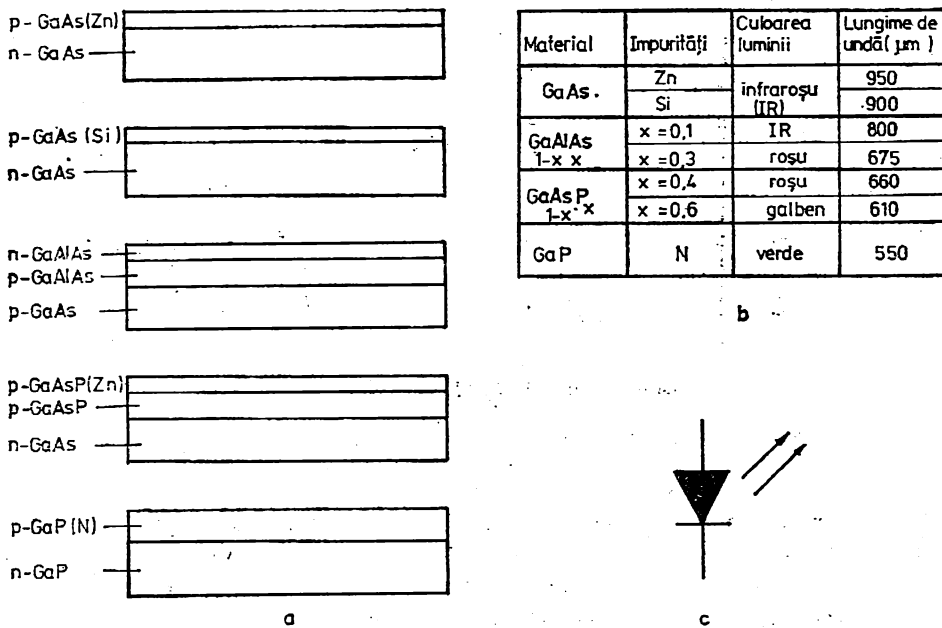 p-GaAs(Zn)
n-GaAs
p-GaAs (Si)
n-GaAs
n-GaAlAs
p-GaAlAs
p-GaAs
p-GaAsP(Zn)
p-GaAsP
n-GaAs
p-GaP(N)
n-GaP
a
Material Impurități Culoarea luminii Lungime de undă(μm)
GaAs Zn infraroșu (IR) 950
Si 900
GaAlAs 1-x x x=0,1 IR 800
x=0,3 roșu 675
GaAsP 1-x x x=0,4 roșu 660
x=0,6 galben 610
GaP N verde 550
b
c